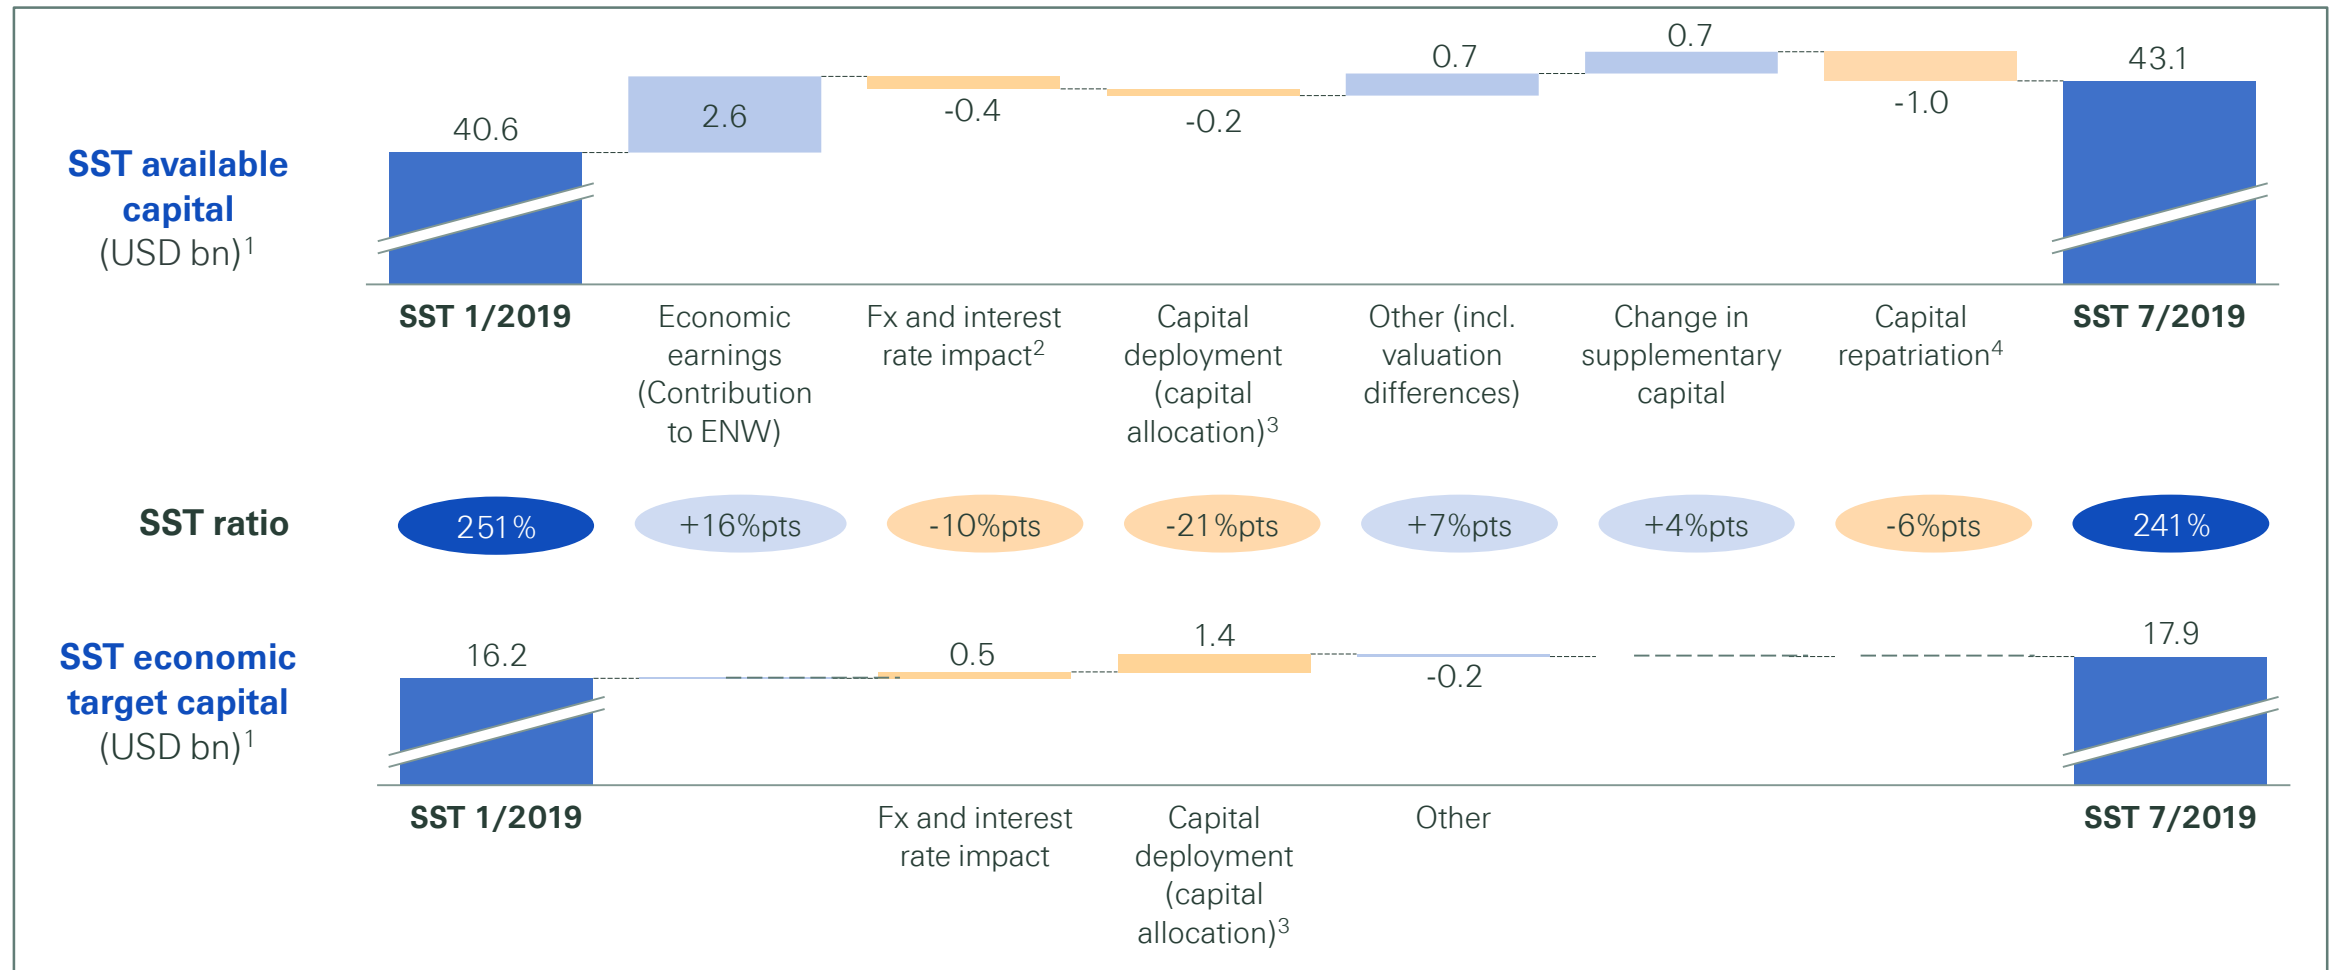 40.6
2.6
-0.4
-0.2
0.7
0.7
-1.0
43.1
SST available
capital
(USD bn)1
SST 1/2019
Economic
earnings
(Contribution
to ENW)
Fx and interest
rate impact2
Capital
deployment
(capital
allocation)3
Other (incl.
valuation
differences)
Change in
supplementary
capital
Capital
repatriation4
SST 7/2019
SST ratio
251%
+16%pts
-10%pts
-21%pts
+7%pts
+4%pts
-6%pts
241%
SST economic
target capital
(USD bn)1
16.2
0.5
1.4
-0.2
17.9
SST 1/2019
Fx and interest
rate impact
Capital
deployment
(capital
allocation)3
Other
SST 7/2019